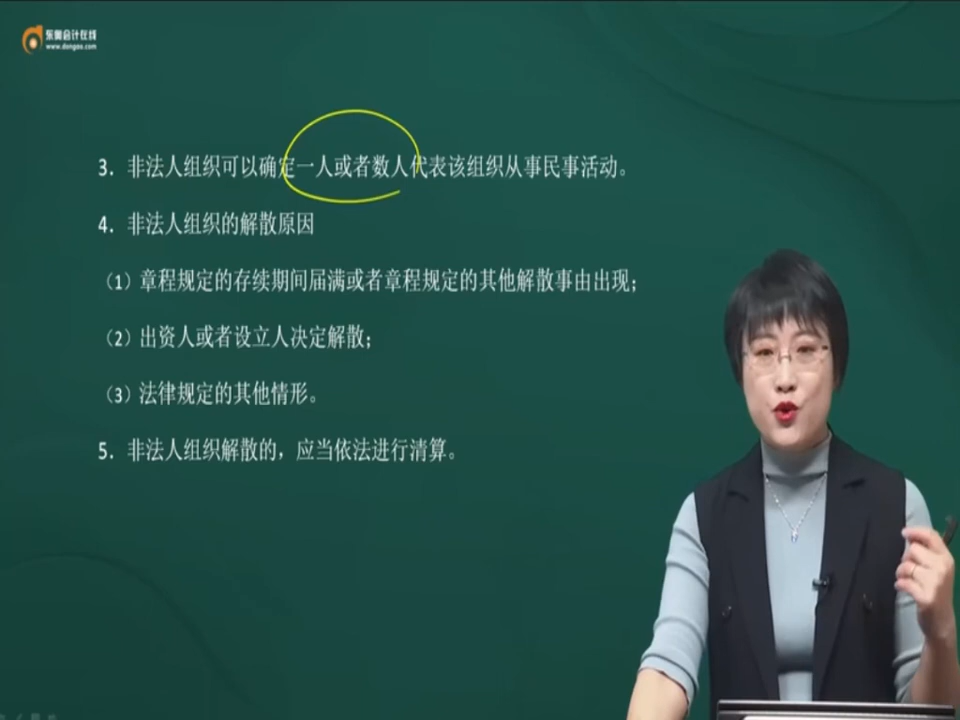 东奥会计在线
www.dongao.com
3. 非法人组织可以确定一人或者数人代表该组织从事民事活动。
4. 非法人组织的解散原因
（1）章程规定的存续期间届满或者章程规定的其他解散事由出现；
（2）出资人或者设立人决定解散；
（3）法律规定的其他情形。
5. 非法人组织解散的，应当依法进行清算。